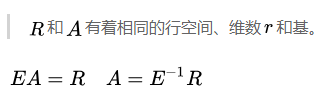 R和A有着相同的行空间、维数r和基。
EA = R  A = E⁻¹R